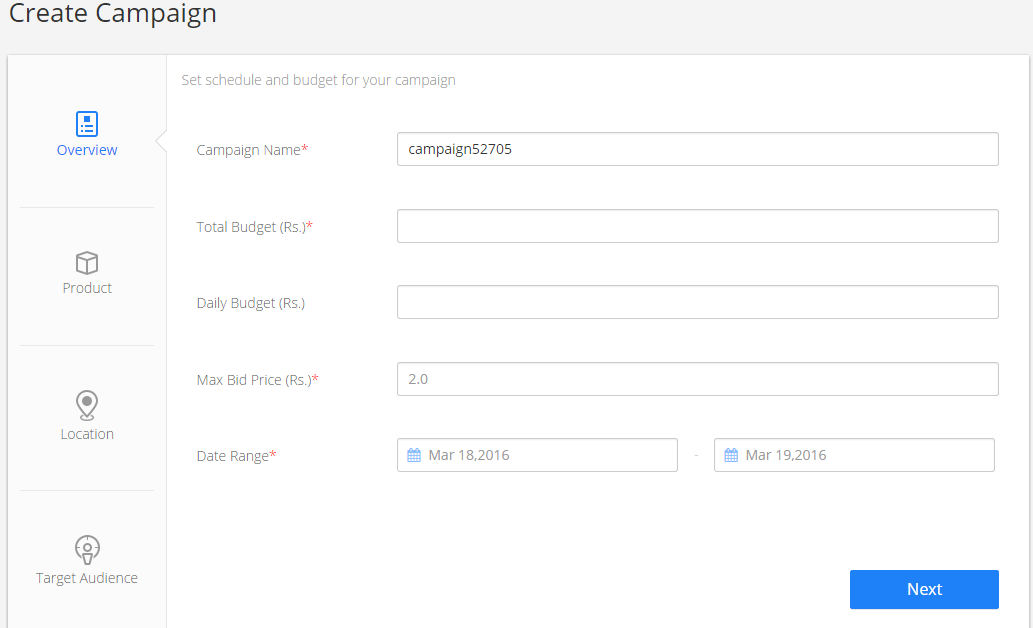 Create Campaign
Set schedule and budget for your campaign
Overview
Campaign Name*
campaign52705
Total Budget (Rs.)*
Product
Daily Budget (Rs.)
Max Bid Price (Rs.)*
2.0
Location
Date Range*
Mar 18,2016 - Mar 19,2016
Target Audience
Next